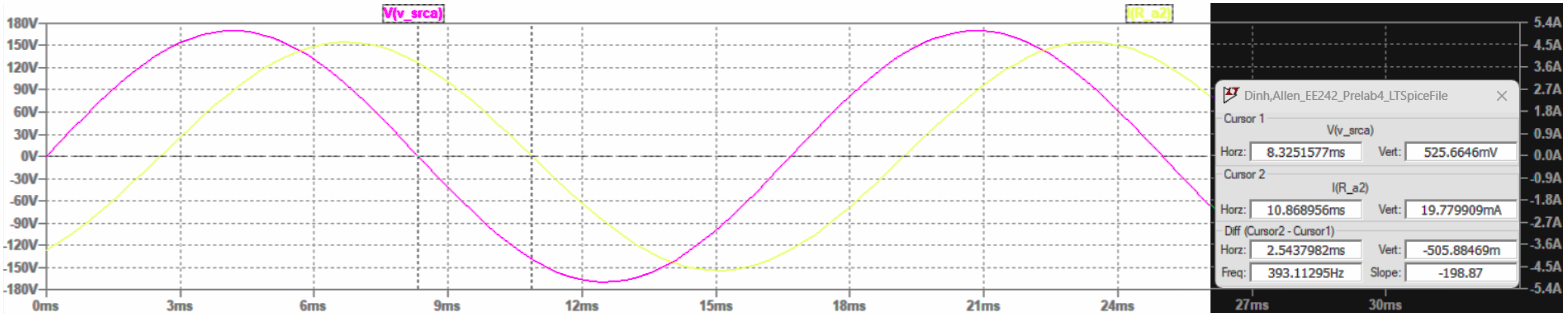 V(v_srca) I(R_a2)
180V 5.4A
150V 4.5A
120V 3.6A
90V 2.7A
60V 1.8A
30V 0.9A
0V 0.0A
-30V -0.9A
-60V -1.8A
-90V -2.7A
-120V -3.6A
-150V -4.5A
-180V -5.4A
0ms 3ms 6ms 9ms 12ms 15ms 18ms 21ms 24ms 27ms 30ms
Dinh,Allen_EE242_Prelab4_LTSpiceFile
Cursor 1
V(v_srca)
Horz: 8.3251577ms Vert: 525.6646mV
Cursor 2
I(R_a2)
Horz: 10.868956ms Vert: 19.779909mA
Diff (Cursor2 - Cursor1)
Horz: 2.5437982ms Vert: -505.88469m
Freq: 393.11295Hz Slope: -198.87